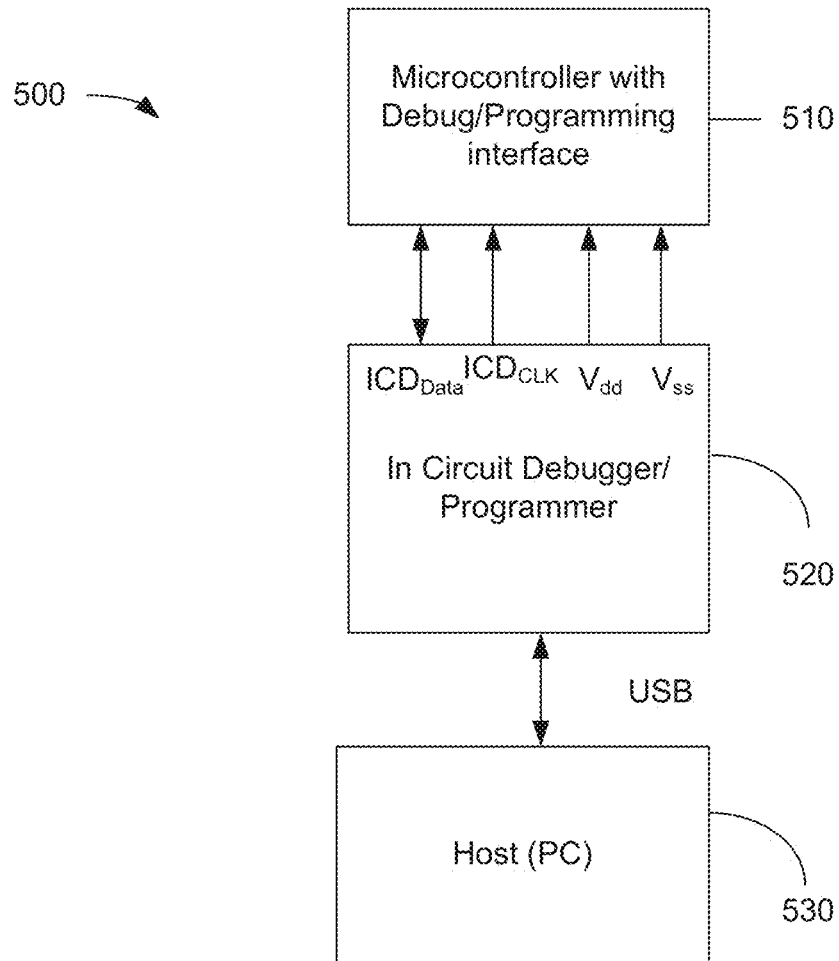 Microcontroller with
Debug/Programming
interface
500
510
ICD_Data ICD_CLK V_dd V_ss
In Circuit Debugger/
Programmer
520
USB
Host (PC)
530